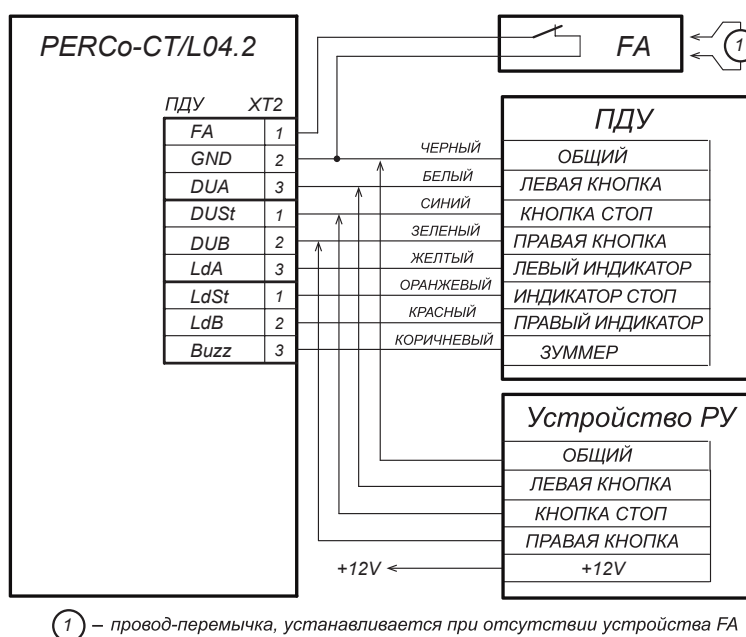 PERCo-CT/L04.2
FA
1
ПДУ XT2
FA 1
GND 2
DUA 3
DUSt 1
DUB 2
LdA 3
LdSt 1
LdB 2
Buzz 3
ЧЕРНЫЙ
БЕЛЫЙ
СИНИЙ
ЗЕЛЕНЫЙ
ЖЕЛТЫЙ
ОРАНЖЕВЫЙ
КРАСНЫЙ
КОРИЧНЕВЫЙ
ПДУ
ОБЩИЙ
ЛЕВАЯ КНОПКА
КНОПКА СТОП
ПРАВАЯ КНОПКА
ЛЕВЫЙ ИНДИКАТОР
ИНДИКАТОР СТОП
ПРАВЫЙ ИНДИКАТОР
ЗУММЕР
Устройство РУ
ОБЩИЙ
ЛЕВАЯ КНОПКА
КНОПКА СТОП
ПРАВАЯ КНОПКА
+12V
+12V
1 – провод-перемычка, устанавливается при отсутствии устройства FA